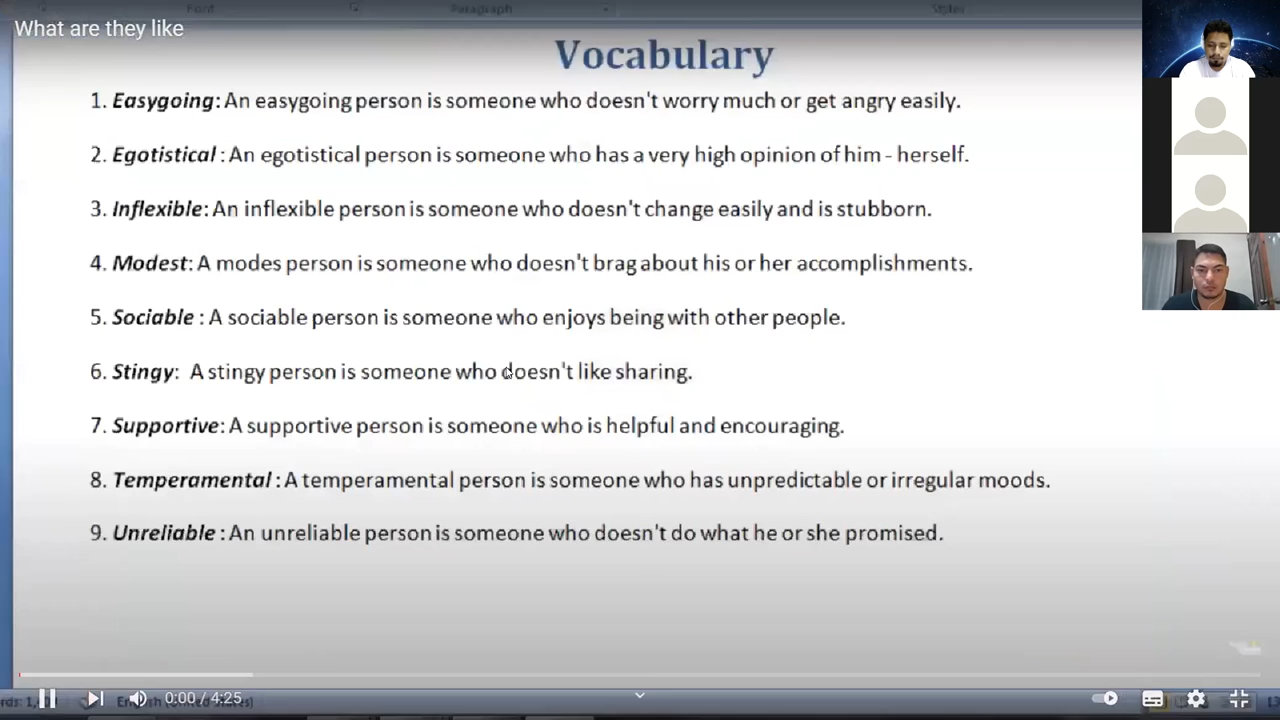 Font Paragraph Styles
What are they like
Vocabulary
1. Easygoing: An easygoing person is someone who doesn't worry much or get angry easily.
2. Egotistical : An egotistical person is someone who has a very high opinion of him - herself.
3. Inflexible: An inflexible person is someone who doesn't change easily and is stubborn.
4. Modest: A modes person is someone who doesn't brag about his or her accomplishments.
5. Sociable : A sociable person is someone who enjoys being with other people.
6. Stingy: A stingy person is someone who doesn't like sharing.
7. Supportive: A supportive person is someone who is helpful and encouraging.
8. Temperamental : A temperamental person is someone who has unpredictable or irregular moods.
9. Unreliable : An unreliable person is someone who doesn't do what he or she promised.
0:00 / 4:25
English (United States)